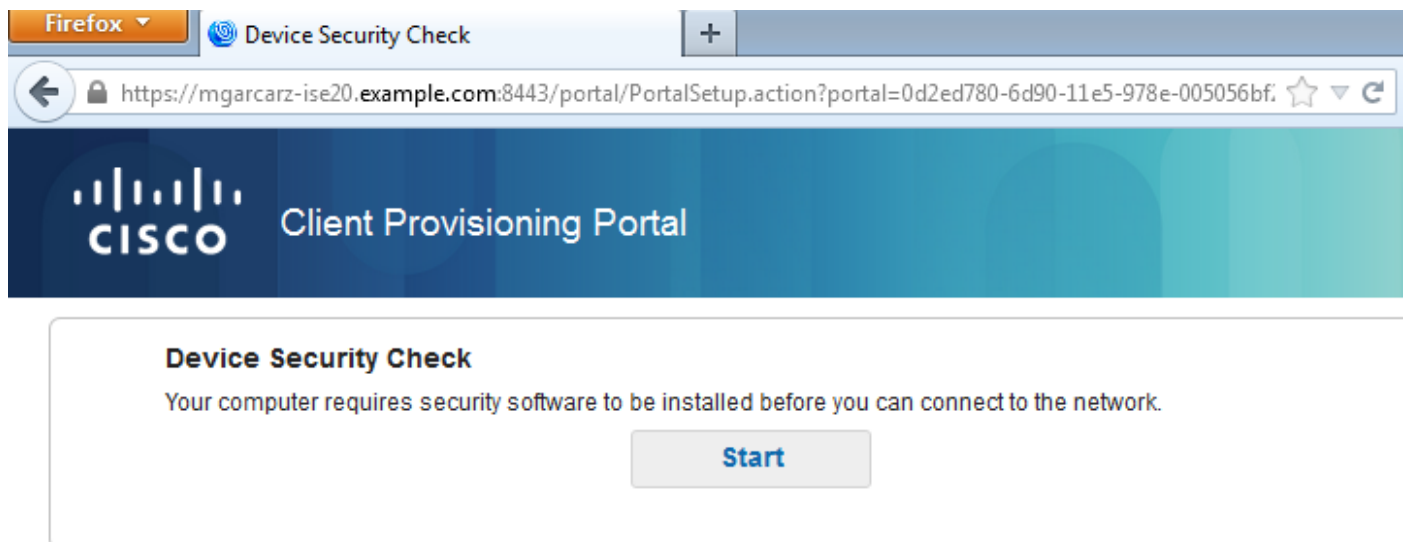 Firefox
Device Security Check
https://mgarcarz-ise20.example.com:8443/portal/PortalSetup.action?portal=0d2ed780-6d90-11e5-978e-005056bf
CISCO
Client Provisioning Portal
Device Security Check
Your computer requires security software to be installed before you can connect to the network.
Start